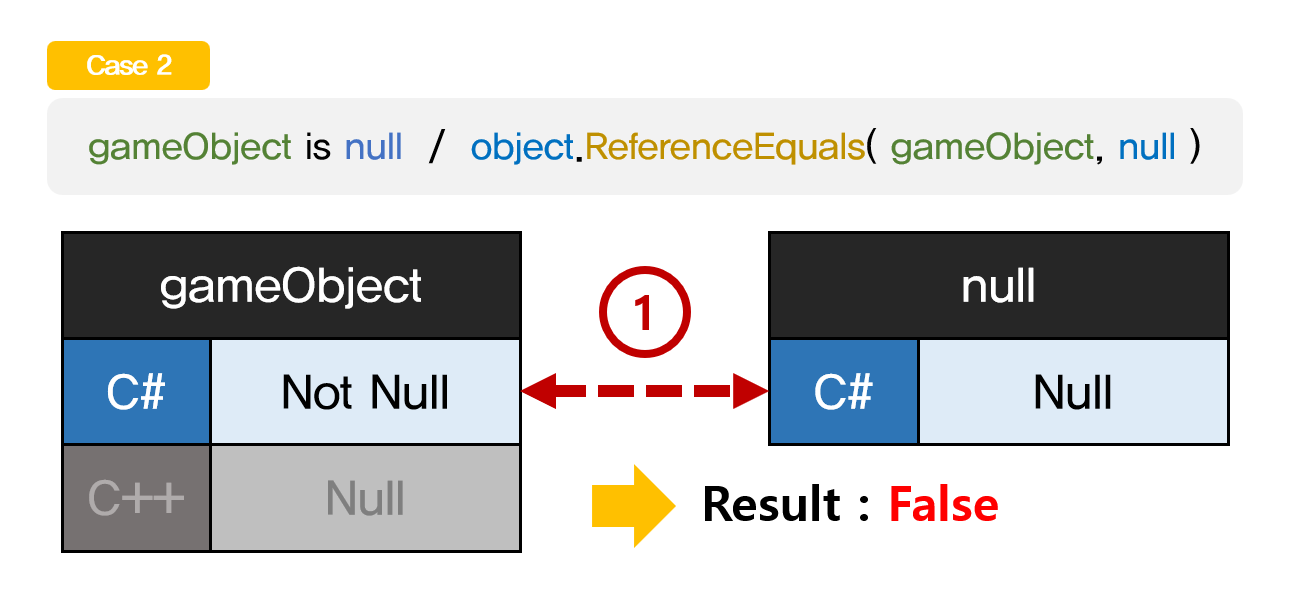 Case 2
gameObject is null / object.ReferenceEquals( gameObject, null )
gameObject
1
null
C# Not Null
C# Null
C++ Null
Result : False